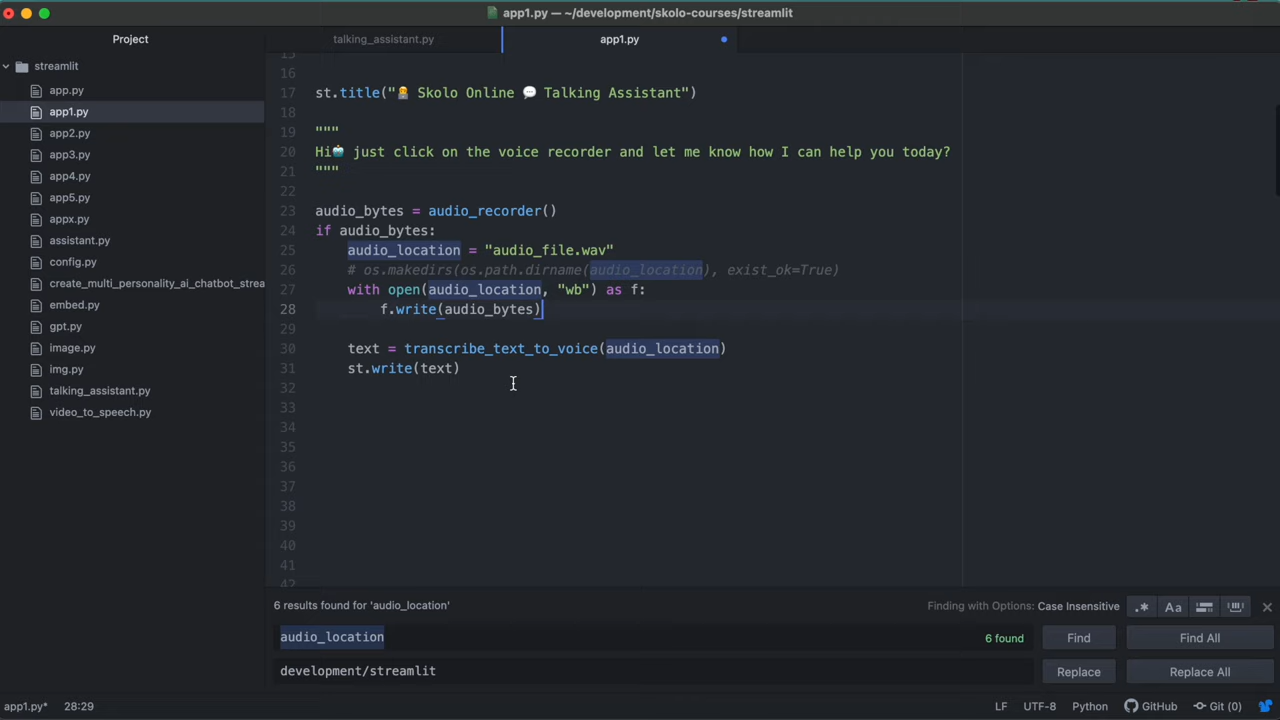 app1.py — ~/development/skolo-courses/streamlit
Project
talking_assistant.py
app1.py
streamlit
app.py
app1.py
app2.py
app3.py
app4.py
app5.py
appx.py
assistant.py
config.py
create_multi_personality_ai_chatbot_strea
embed.py
gpt.py
image.py
img.py
talking_assistant.py
video_to_speech.py
15
16
17 st.title("👷 Skolo Online 💬 Talking Assistant")
18
19 """
20 Hi🤖 just click on the voice recorder and let me know how I can help you today?
21 """
22
23 audio_bytes = audio_recorder()
24 if audio_bytes:
25 audio_location = "audio_file.wav"
26 # os.makedirs(os.path.dirname(audio_location), exist_ok=True)
27 with open(audio_location, "wb") as f:
28 f.write(audio_bytes)
29
30 text = transcribe_text_to_voice(audio_location)
31 st.write(text)
32
33
34
35
36
37
38
39
40
41
42
6 results found for 'audio_location'
Finding with Options: Case Insensitive
.* Aa
audio_location
6 found
Find
Find All
development/streamlit
Replace
Replace All
app1.py* 28:29
LF UTF-8 Python GitHub Git (0)